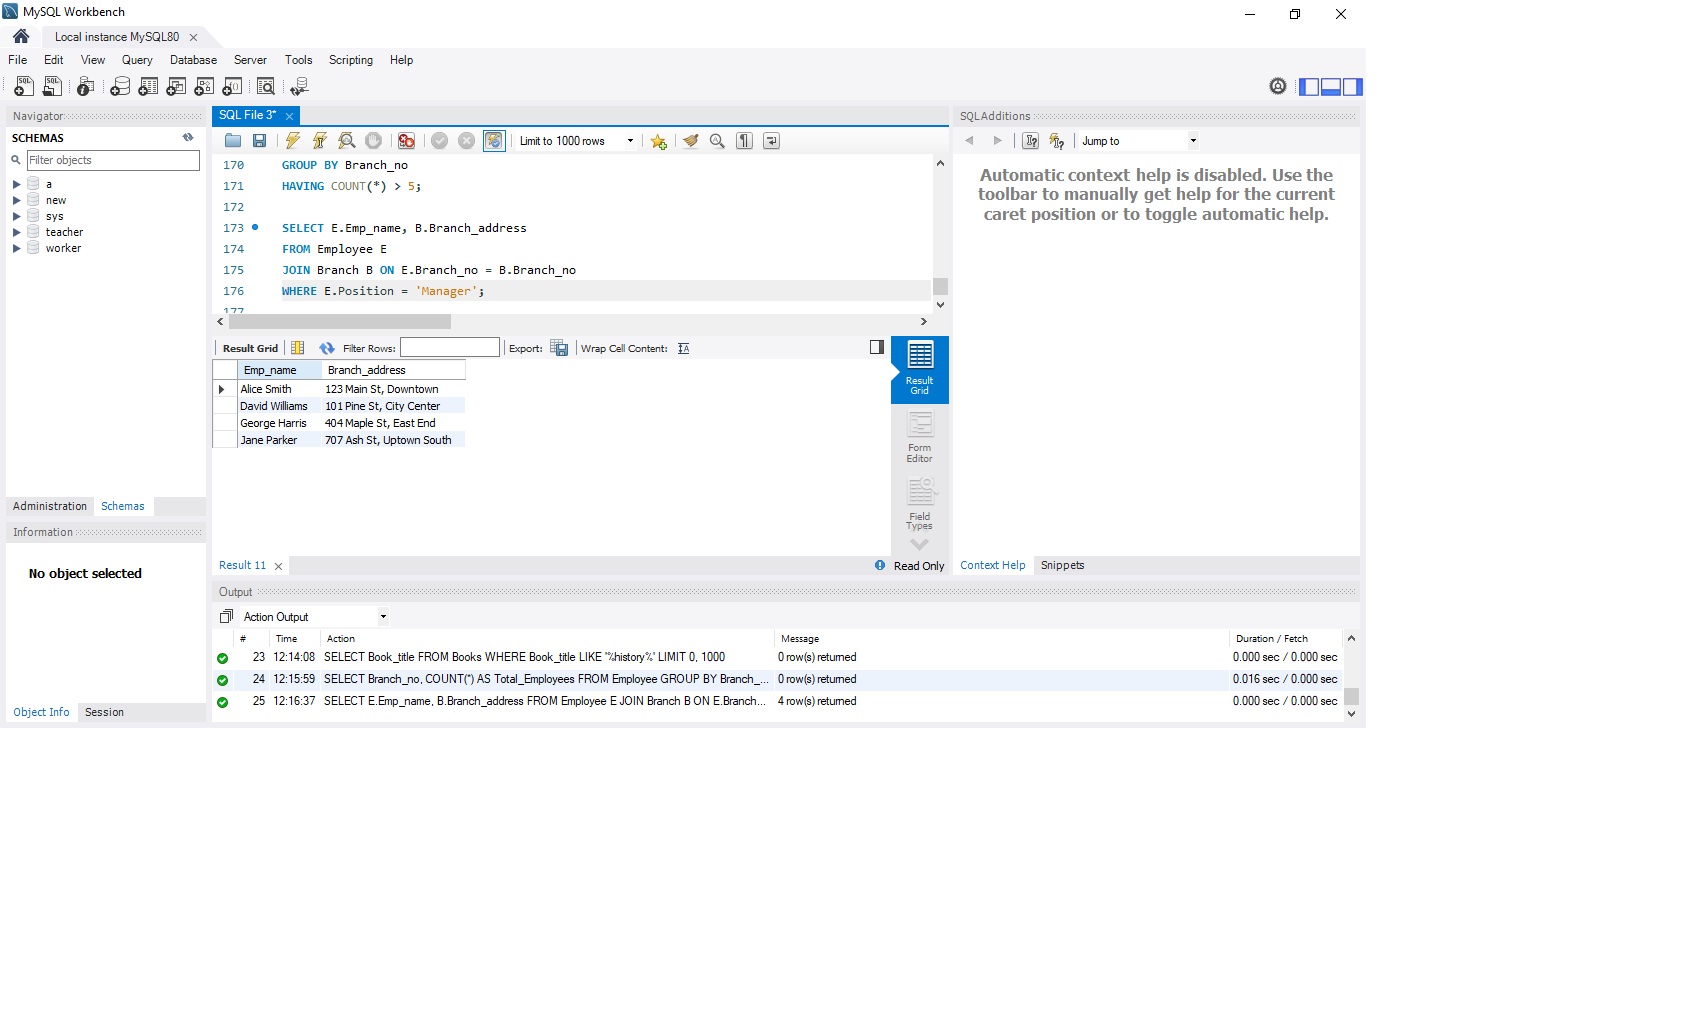 MySQL Workbench
Local instance MySQL80
File Edit View Query Database Server Tools Scripting Help
Navigator
SCHEMAS
Filter objects
a
new
sys
teacher
worker
Administration Schemas
Information
No object selected
Object Info Session
SQL File 3*
Limit to 1000 rows
170 GROUP BY Branch_no
171 HAVING COUNT(*) > 5;
172
173 SELECT E.Emp_name, B.Branch_address
174 FROM Employee E
175 JOIN Branch B ON E.Branch_no = B.Branch_no
176 WHERE E.Position = 'Manager';
177
Result Grid Filter Rows: Export: Wrap Cell Content:
Emp_name Branch_address
Alice Smith 123 Main St, Downtown
David Williams 101 Pine St, City Center
George Harris 404 Maple St, East End
Jane Parker 707 Ash St, Uptown South
Result
Grid
Form
Editor
Field
Types
Result 11
Read Only
SQLAdditions
Jump to
Automatic context help is disabled. Use the
toolbar to manually get help for the current
caret position or to toggle automatic help.
Context Help Snippets
Output
Action Output
# Time Action Message Duration / Fetch
23 12:14:08 SELECT Book_title FROM Books WHERE Book_title LIKE '%history%' LIMIT 0, 1000 0 row(s) returned 0.000 sec / 0.000 sec
24 12:15:59 SELECT Branch_no, COUNT(*) AS Total_Employees FROM Employee GROUP BY Branch_... 0 row(s) returned 0.016 sec / 0.000 sec
25 12:16:37 SELECT E.Emp_name, B.Branch_address FROM Employee E JOIN Branch B ON E.Branch... 4 row(s) returned 0.000 sec / 0.000 sec